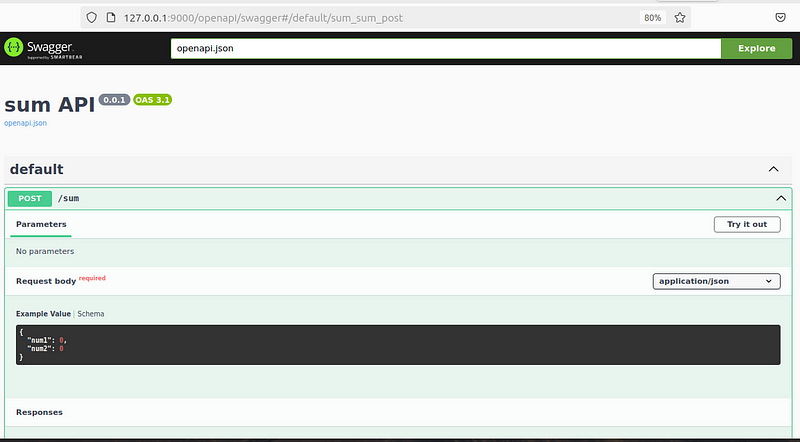 127.0.0.1:9000/openapi/swagger#/default/sum_sum_post 80%
Swagger. openapi.json Explore
Supported by SMARTBEAR
sum API 0.0.1 OAS 3.1
openapi.json
default
POST /sum
Parameters Try it out
No parameters
Request body required application/json
Example Value | Schema
{
"num1": 0,
"num2": 0
}
Responses